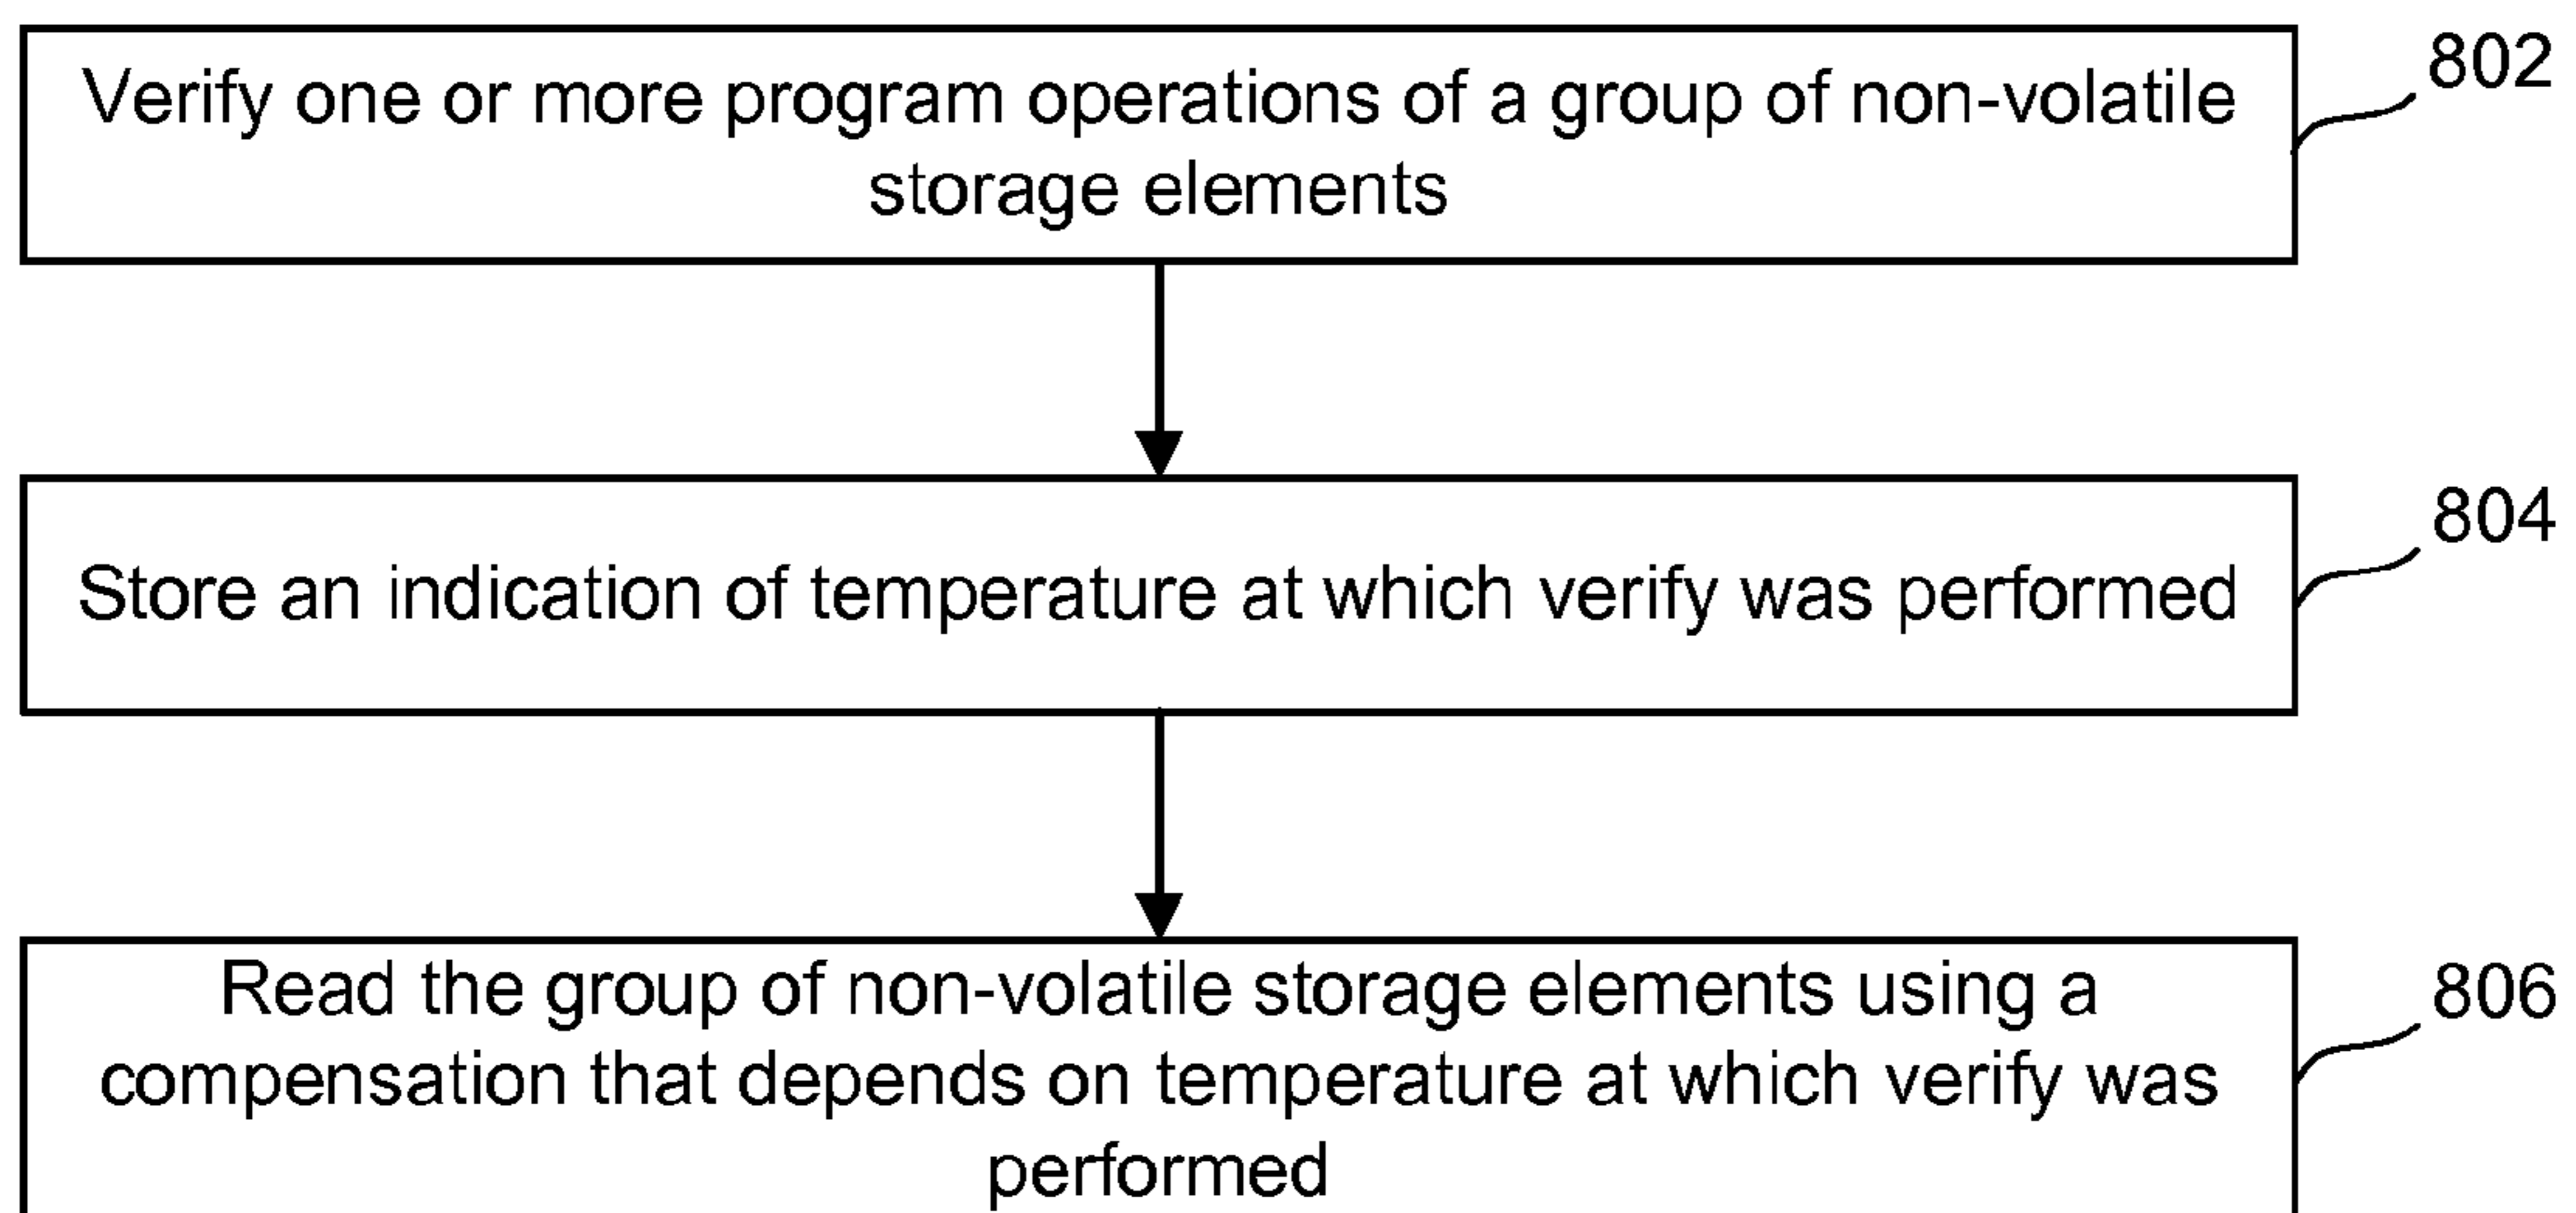 Verify one or more program operations of a group of non-volatile
storage elements
802
Store an indication of temperature at which verify was performed
804
Read the group of non-volatile storage elements using a
compensation that depends on temperature at which verify was
performed
806